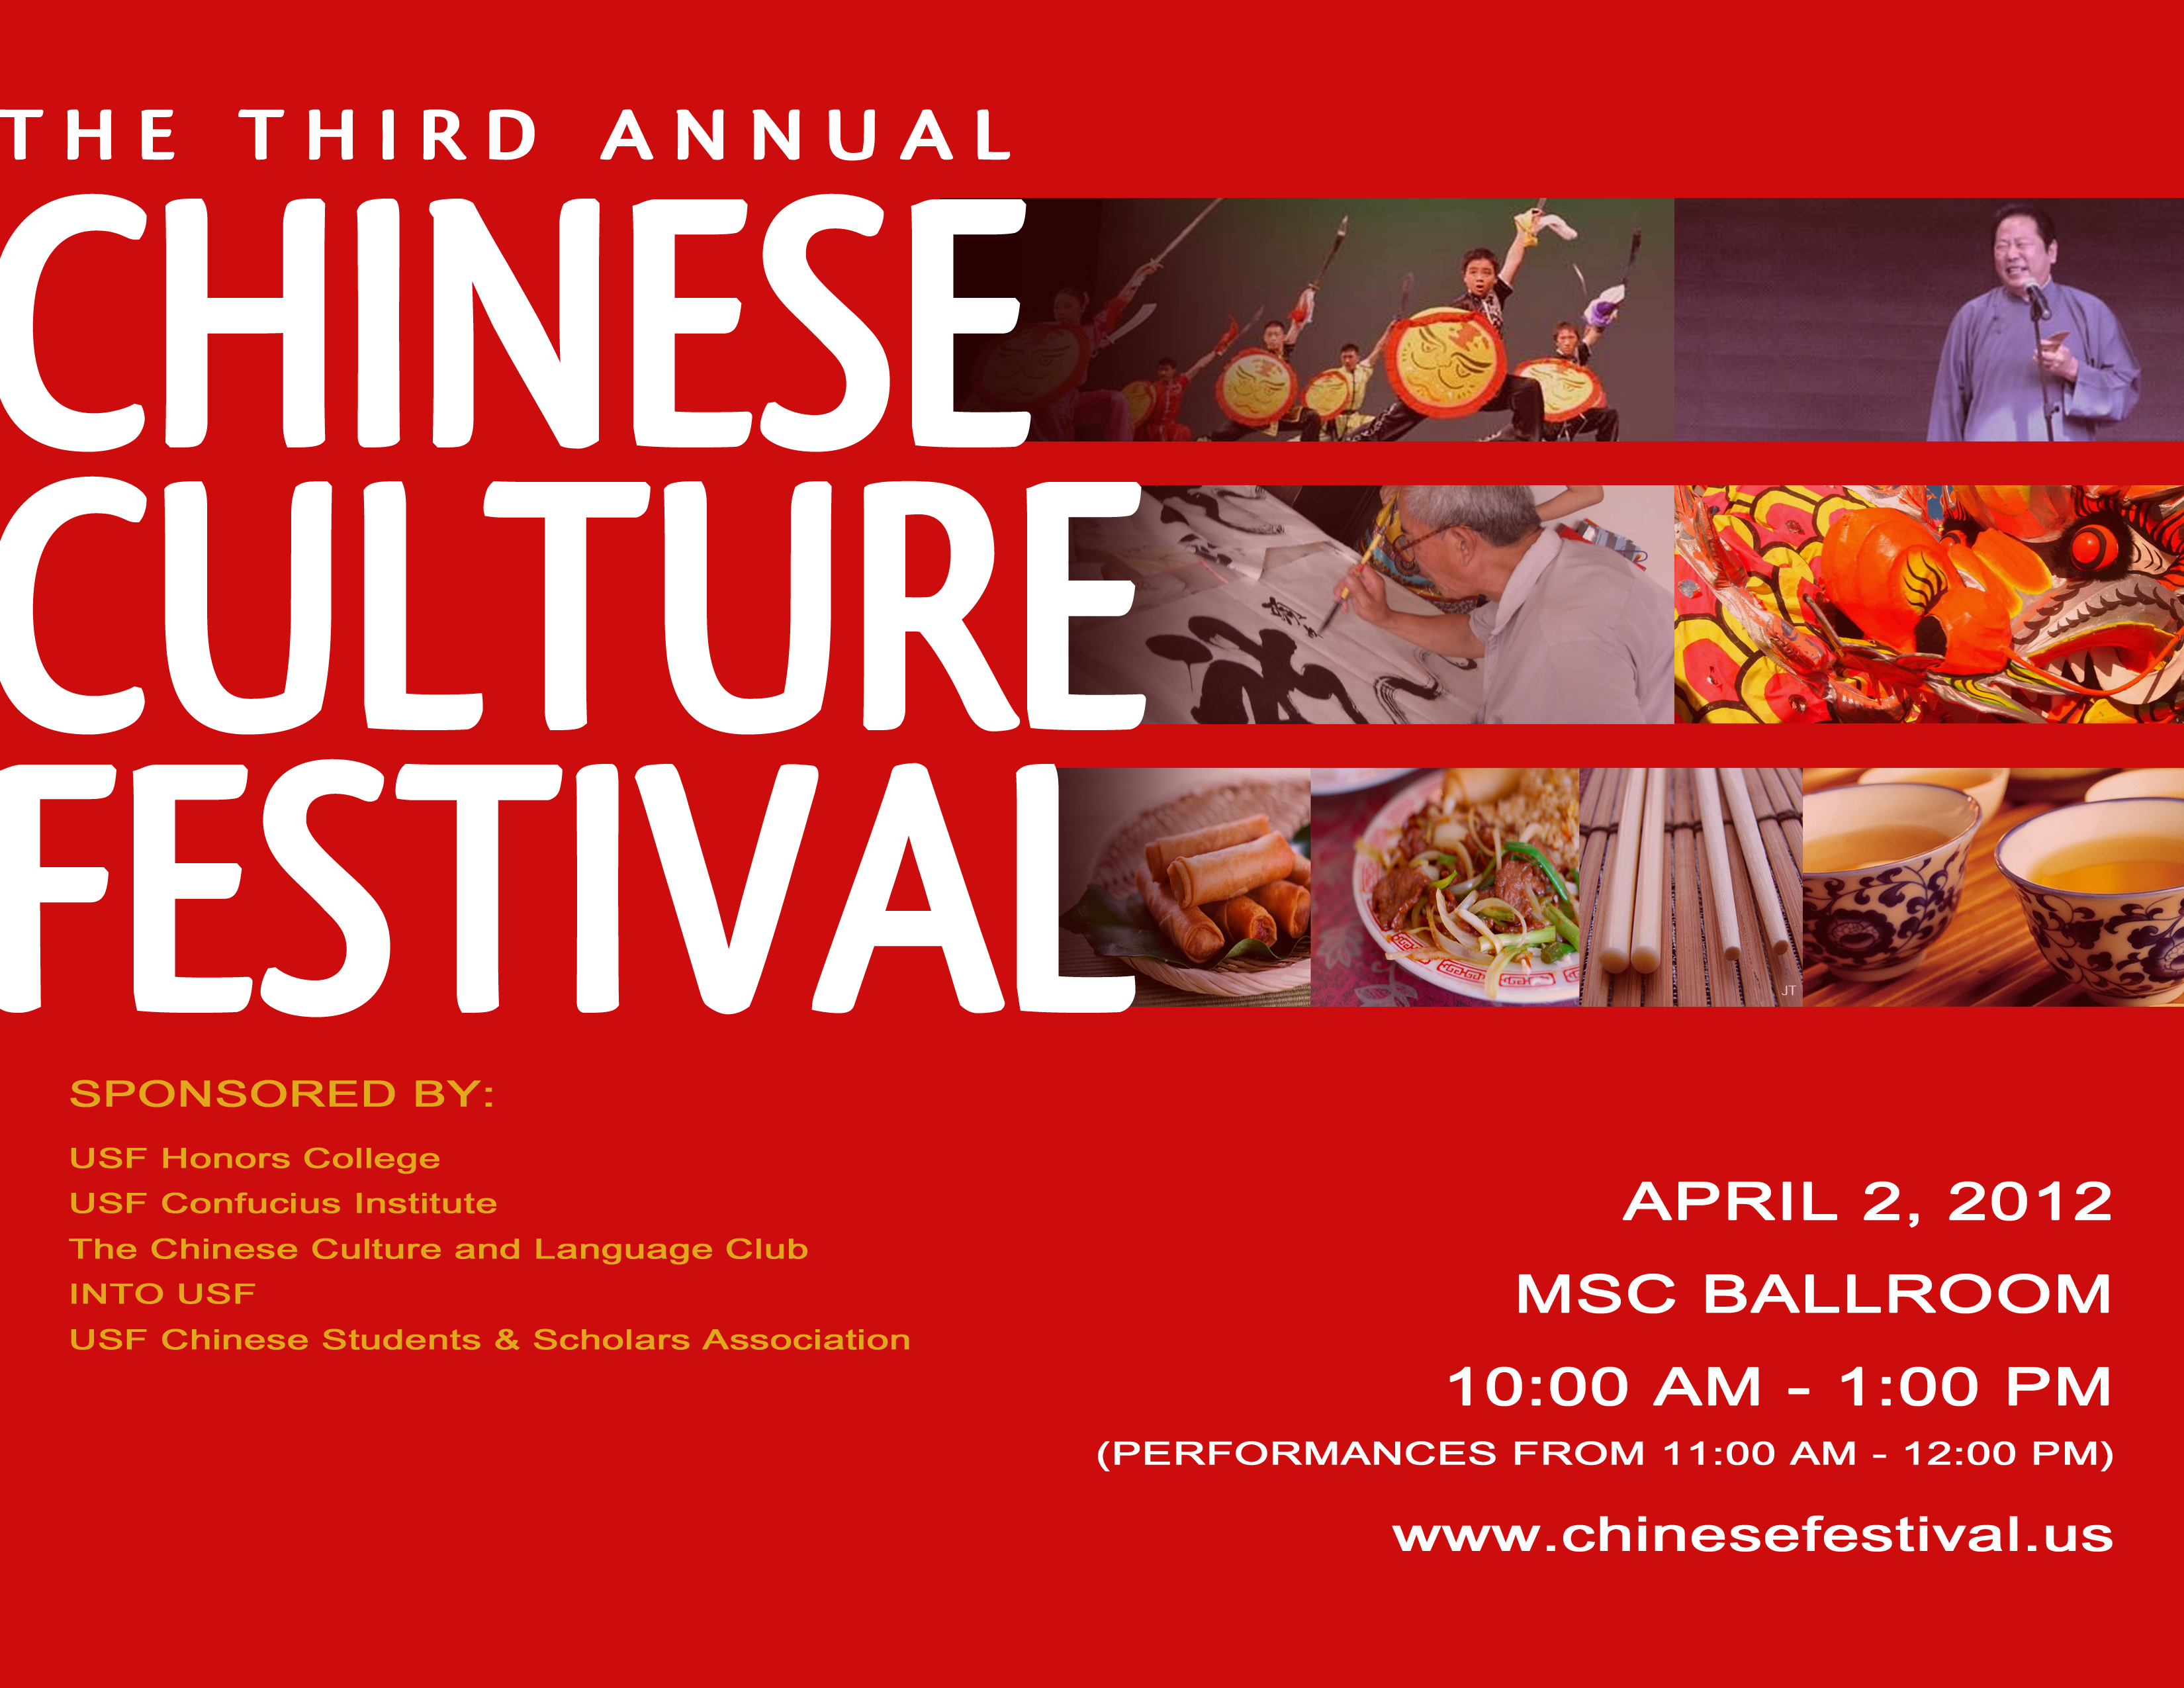 THE THIRD ANNUAL
CHINESE
CULTURE
FESTIVAL
JT
SPONSORED BY:
USF Honors College
USF Confucius Institute
The Chinese Culture and Language Club
INTO USF
USF Chinese Students & Scholars Association
APRIL 2, 2012
MSC BALLROOM
10:00 AM - 1:00 PM
(PERFORMANCES FROM 11:00 AM - 12:00 PM)
www.chinesefestival.us